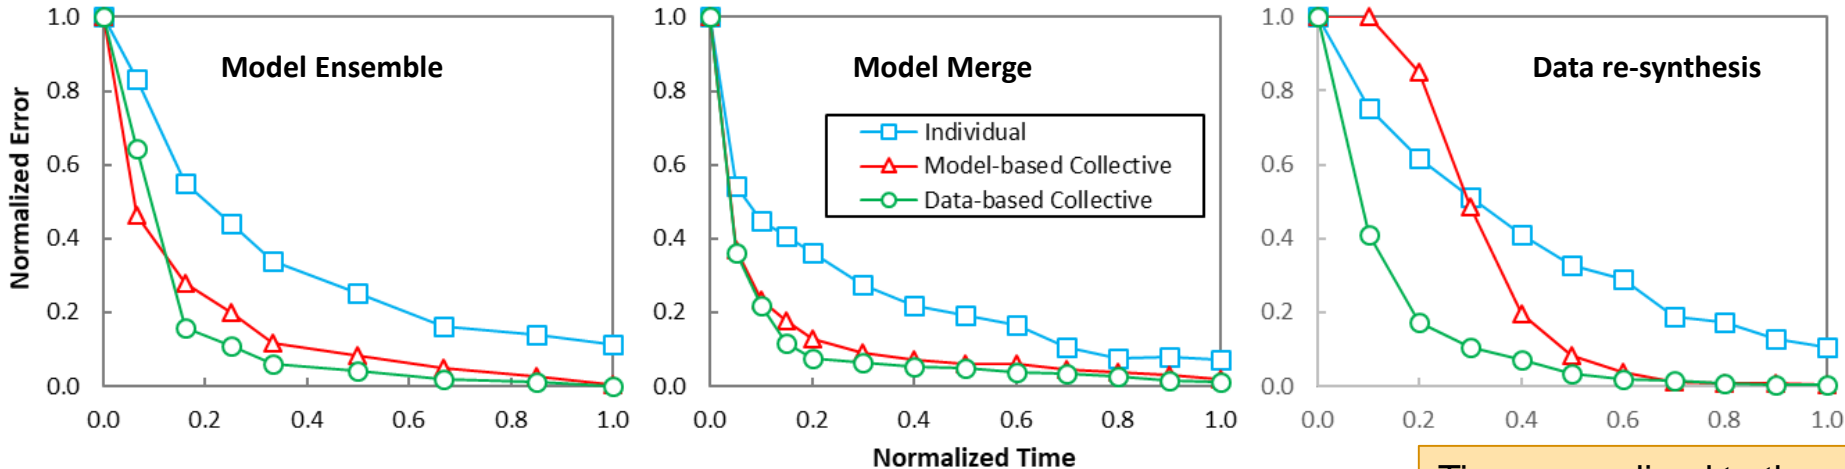 Model Ensemble
Normalized Error
1.0
0.8
0.6
0.4
0.2
0.0
0.0 0.2 0.4 0.6 0.8 1.0
Model Merge
1.0
0.8
0.6
0.4
0.2
0.0
Individual
Model-based Collective
Data-based Collective
0.0 0.2 0.4 0.6 0.8 1.0
Normalized Time
Data re-synthesis
1.0
0.8
0.6
0.4
0.2
0.0
0.0 0.2 0.4 0.6 0.8 1.0